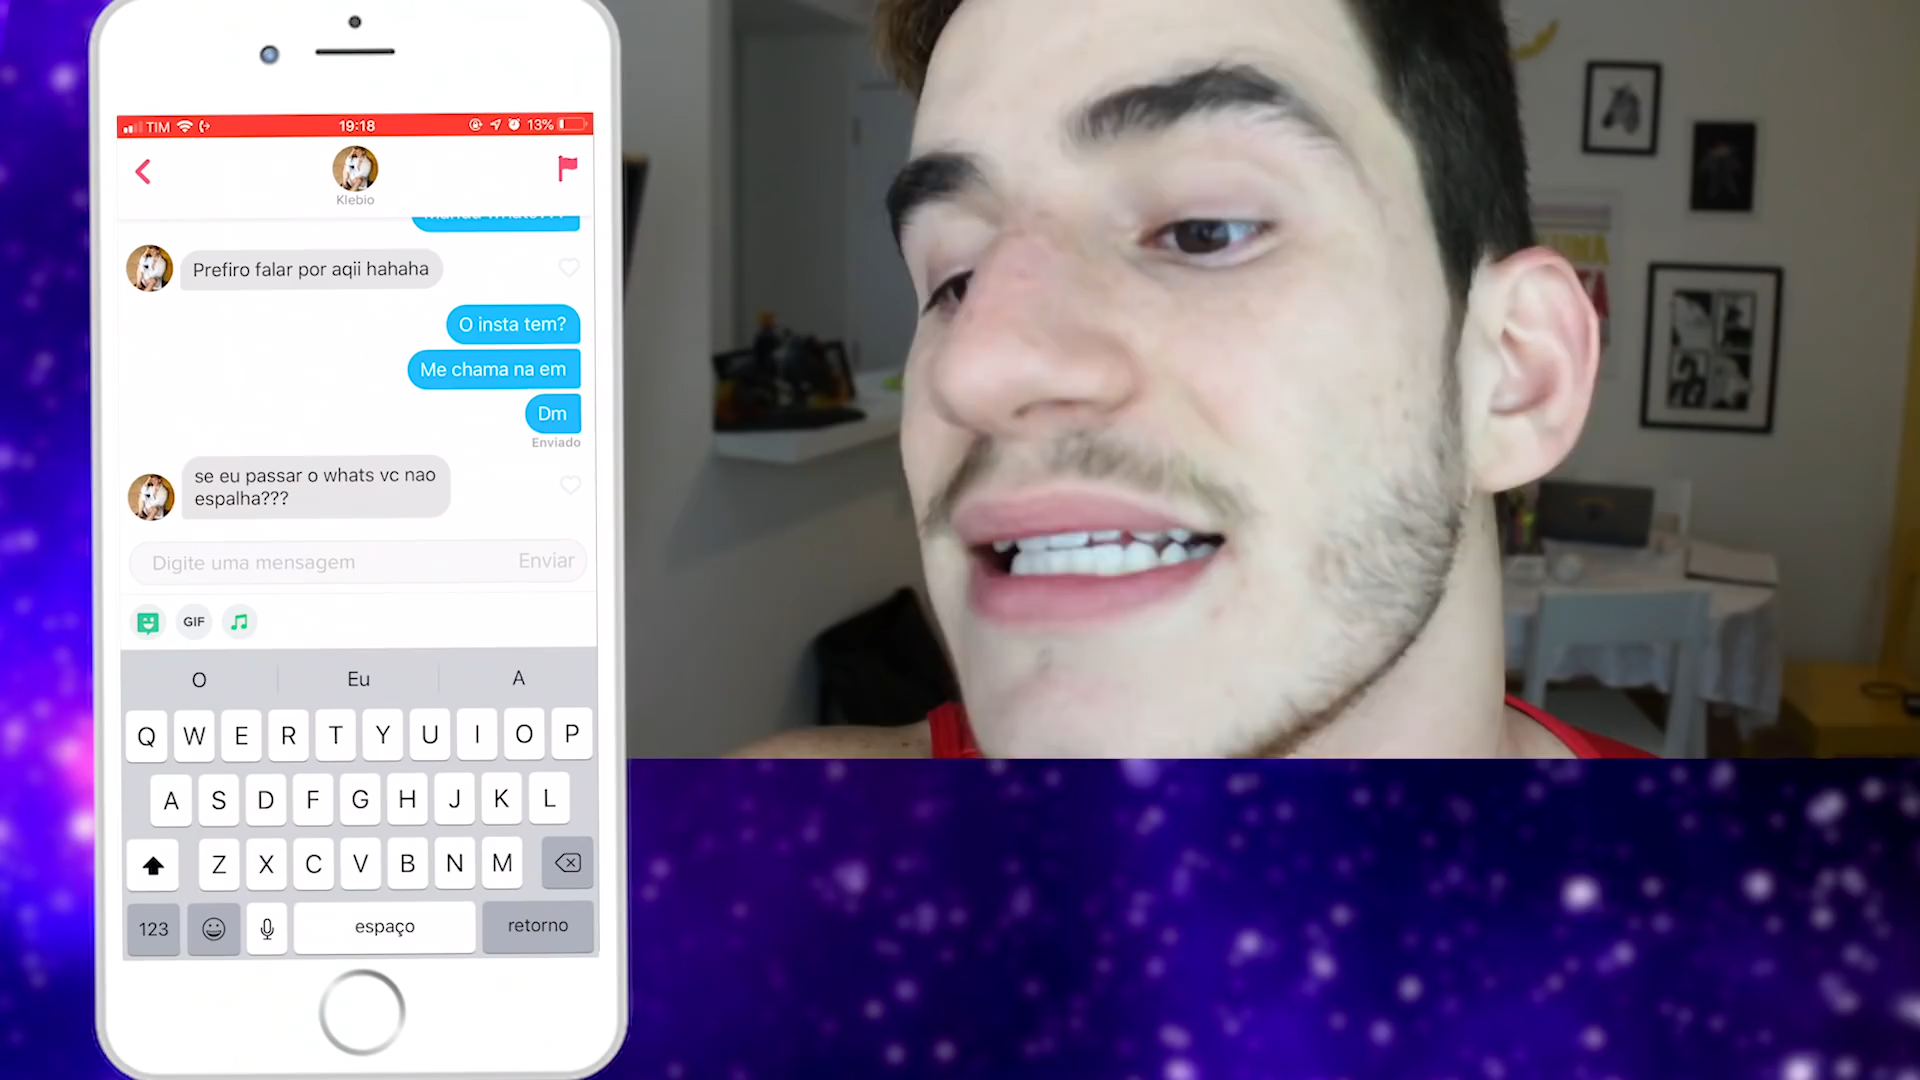 TIM
19:18
13%
Klebio
Prefiro falar por aqii hahaha
O insta tem?
Me chama na em
Dm
Enviado
se eu passar o whats vc nao
espalha???
Digite uma mensagem
Enviar
GIF
O
Eu
A
Q W E R T Y U I O P
A S D F G H J K L
Z X C V B N M
123
espaço
retorno